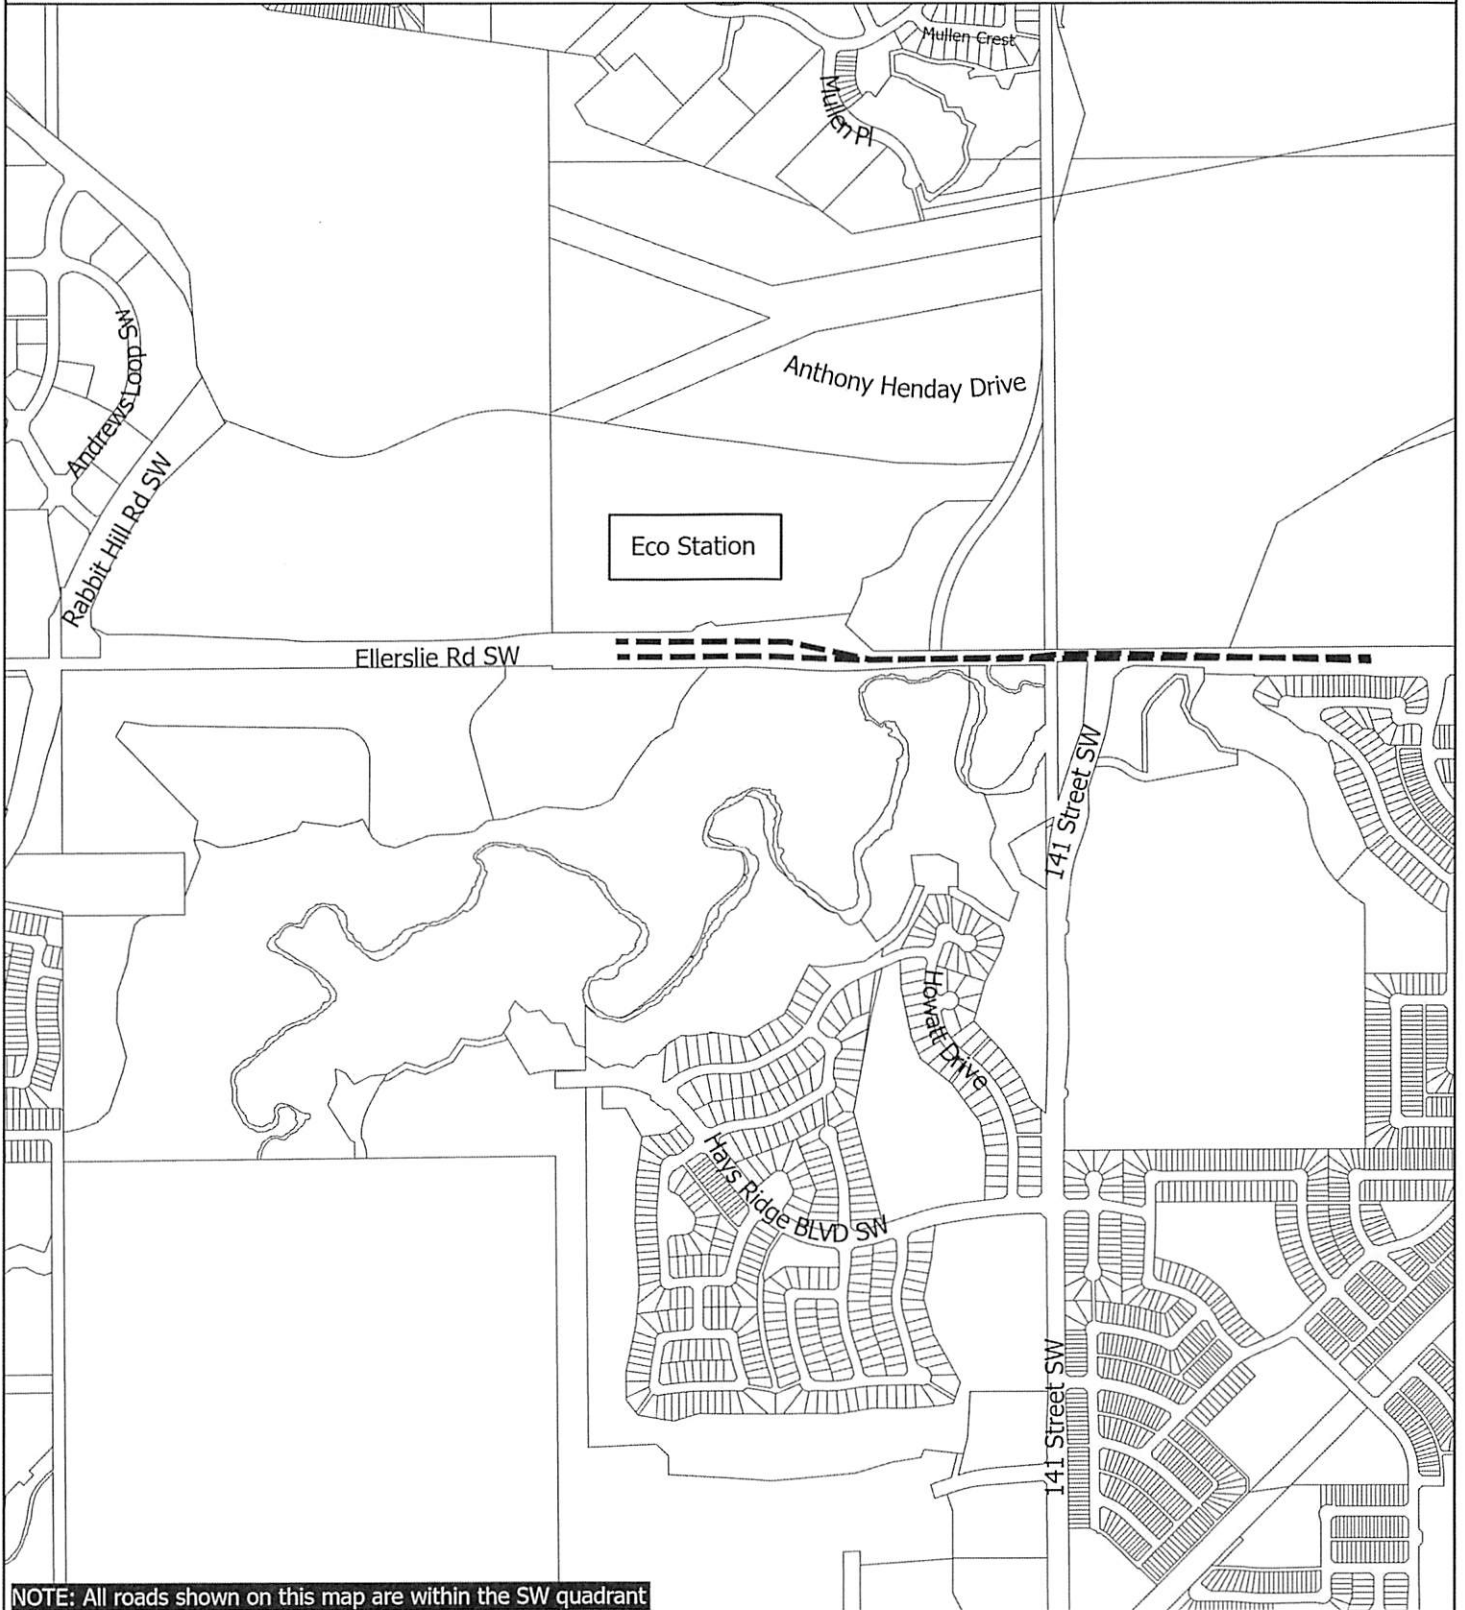 Mullen Crest
Mullen Pl
Andrews Loop SW
Anthony Henday Drive
Rabbit Hill Rd SW
Eco Station
Ellerslie Rd SW
141 Street SW
Howatt Drive
Hays Ridge BLVD SW
141 Street SW
NOTE: All roads shown on this map are within the SW quadrant